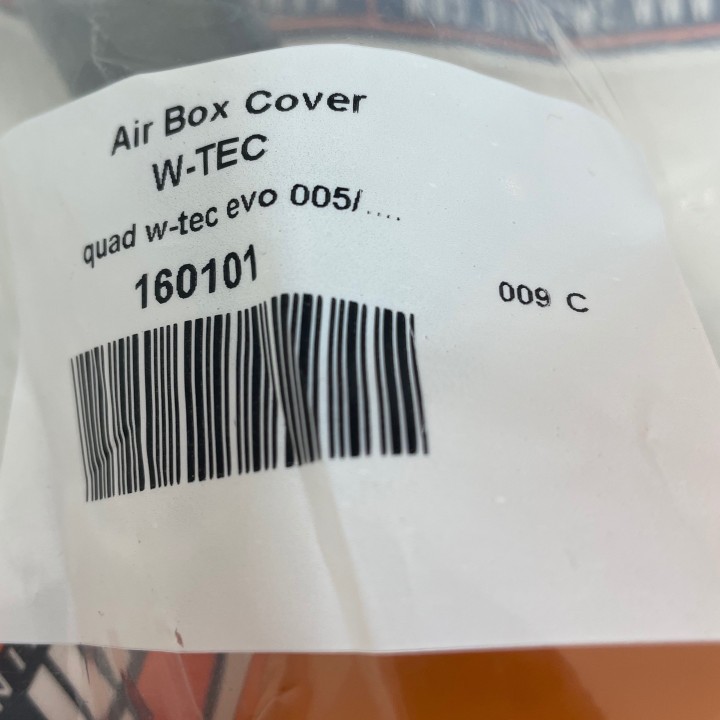 Air Box Cover
W-TEC
quad w-tec evo 005/....
160101
009 C